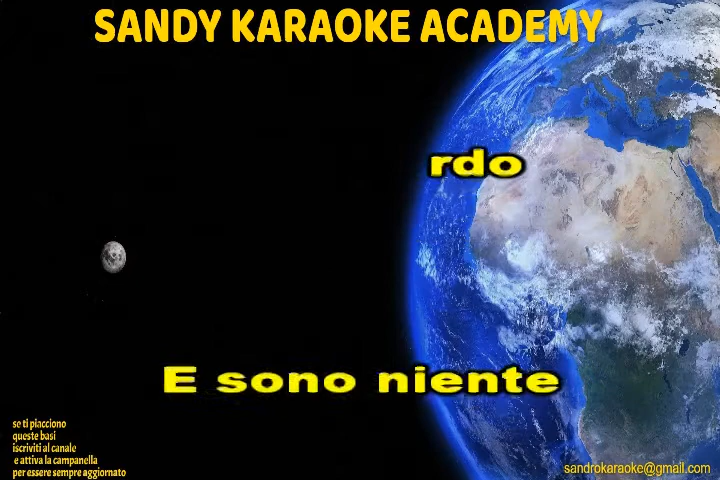 SANDY KARAOKE ACADEMY
rdo
E sono niente
se ti piacciono
queste basi
iscriviti al canale
e attiva la campanella
per essere sempre aggiornato
sandrokaraoke@gmail.com